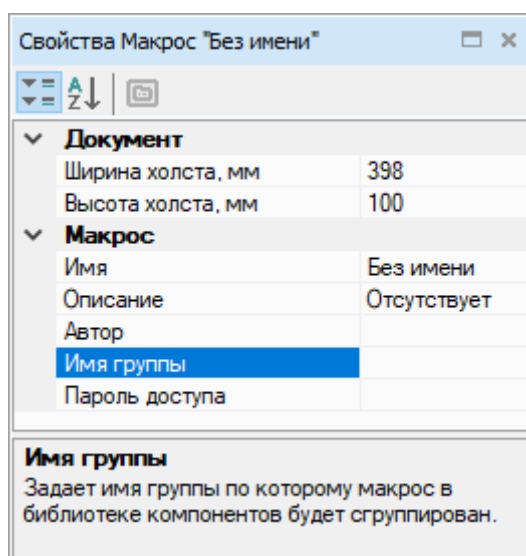 Свойства Макрос "Без имени"
Документ
Ширина холста, мм 398
Высота холста, мм 100
Макрос
Имя Без имени
Описание Отсутствует
Автор
Имя группы
Пароль доступа
Имя группы
Задает имя группы по которому макрос в
библиотеке компонентов будет сгруппирован.